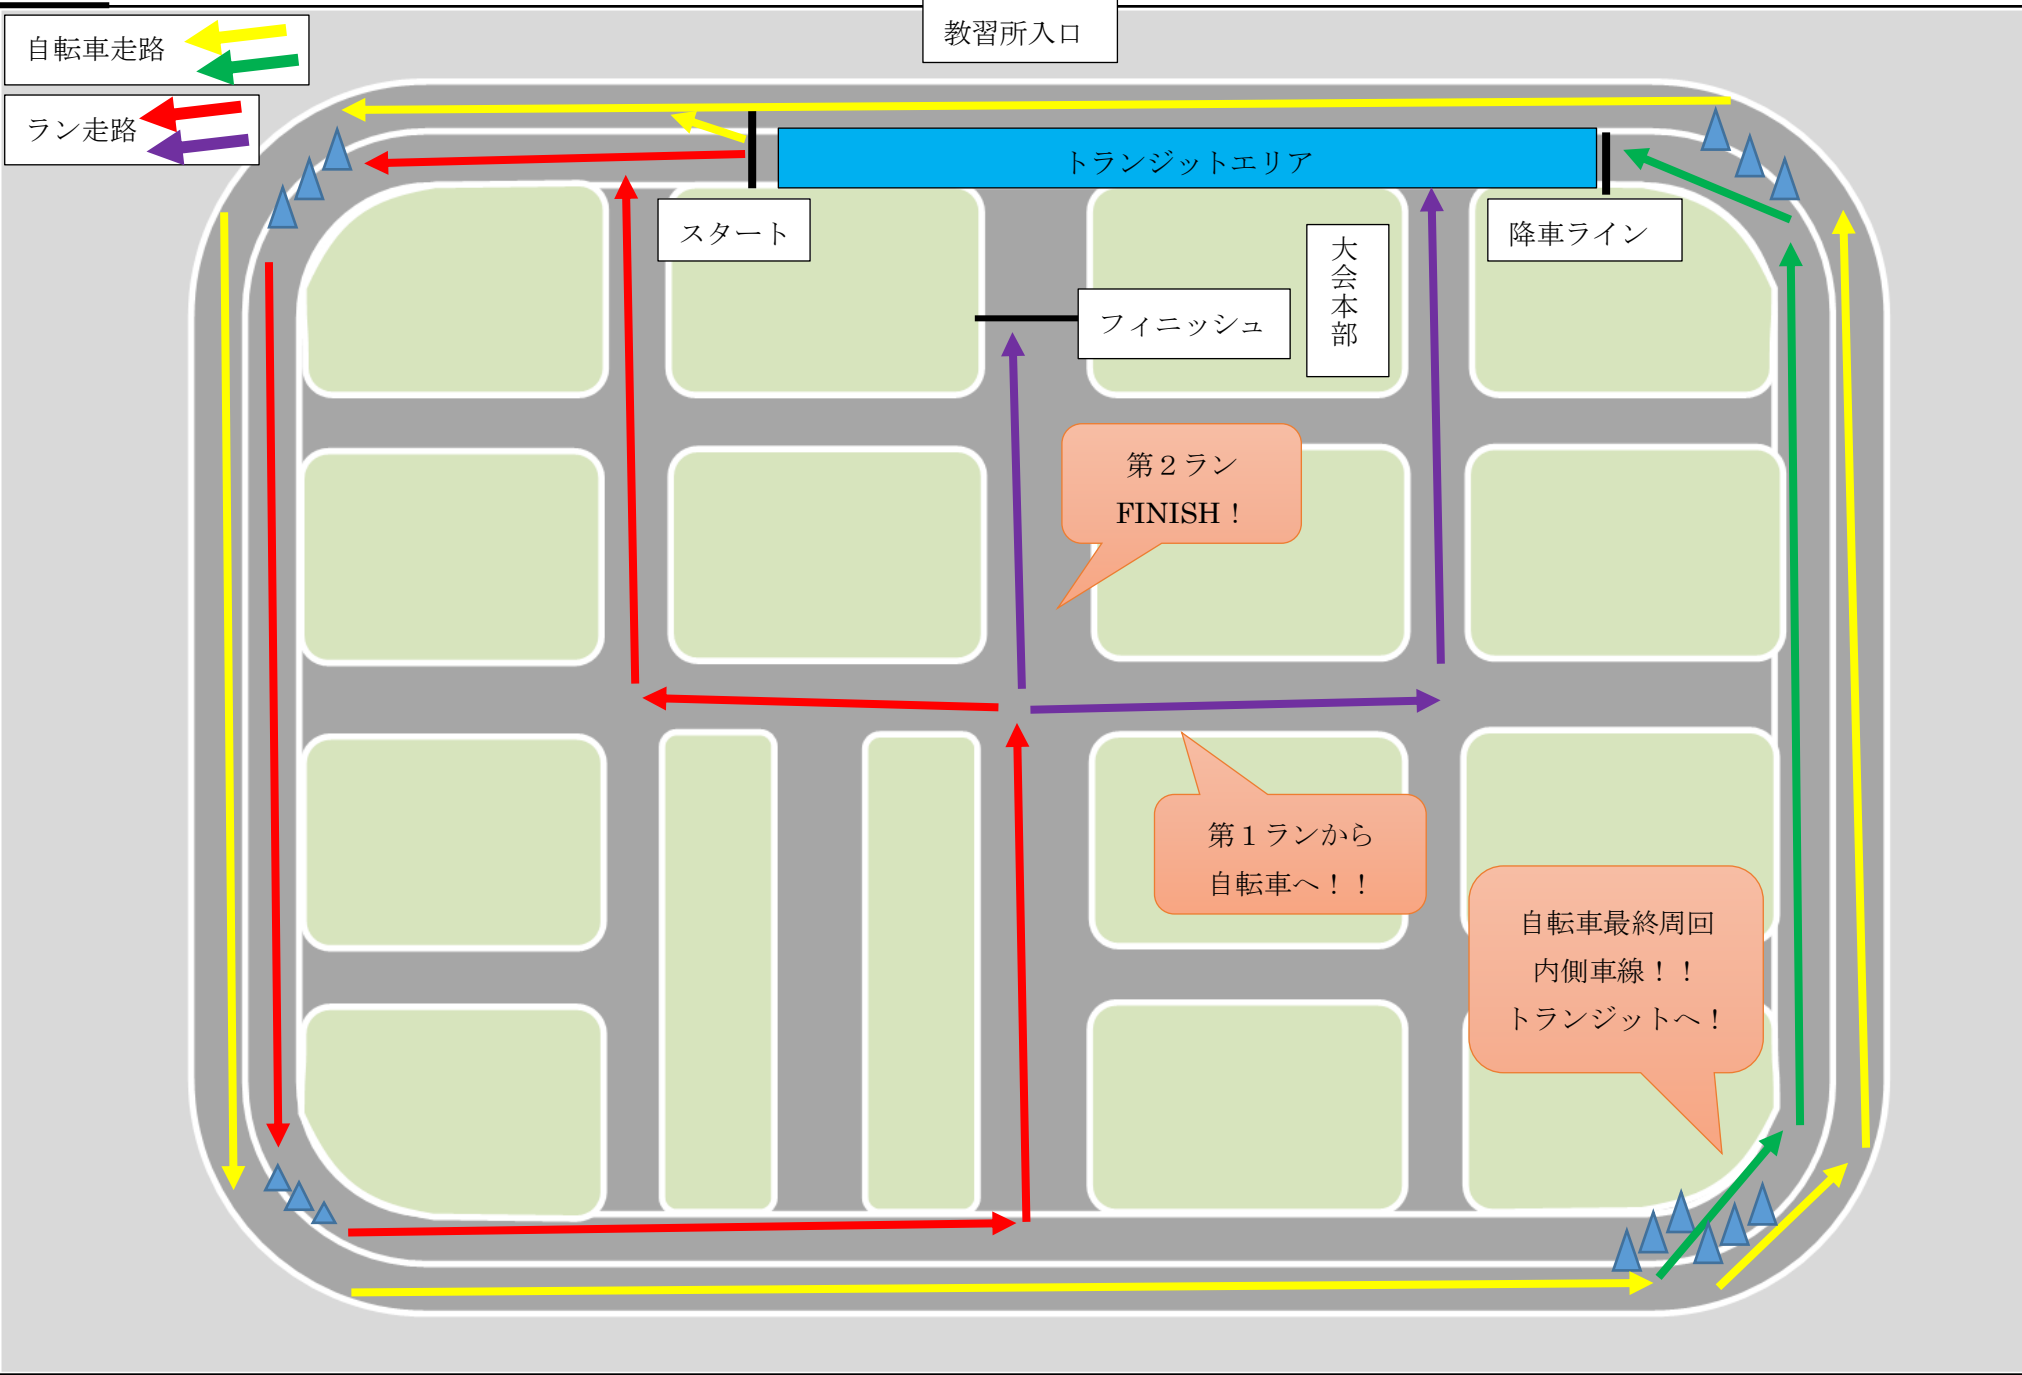 教習所入口
自転車走路
ラン走路
トランジットエリア
スタート
降車ライン
大会本部
フィニッシュ
第２ラン
FINISH！
第１ランから
自転車へ！！
自転車最終周回
内側車線！！
トランジットへ！